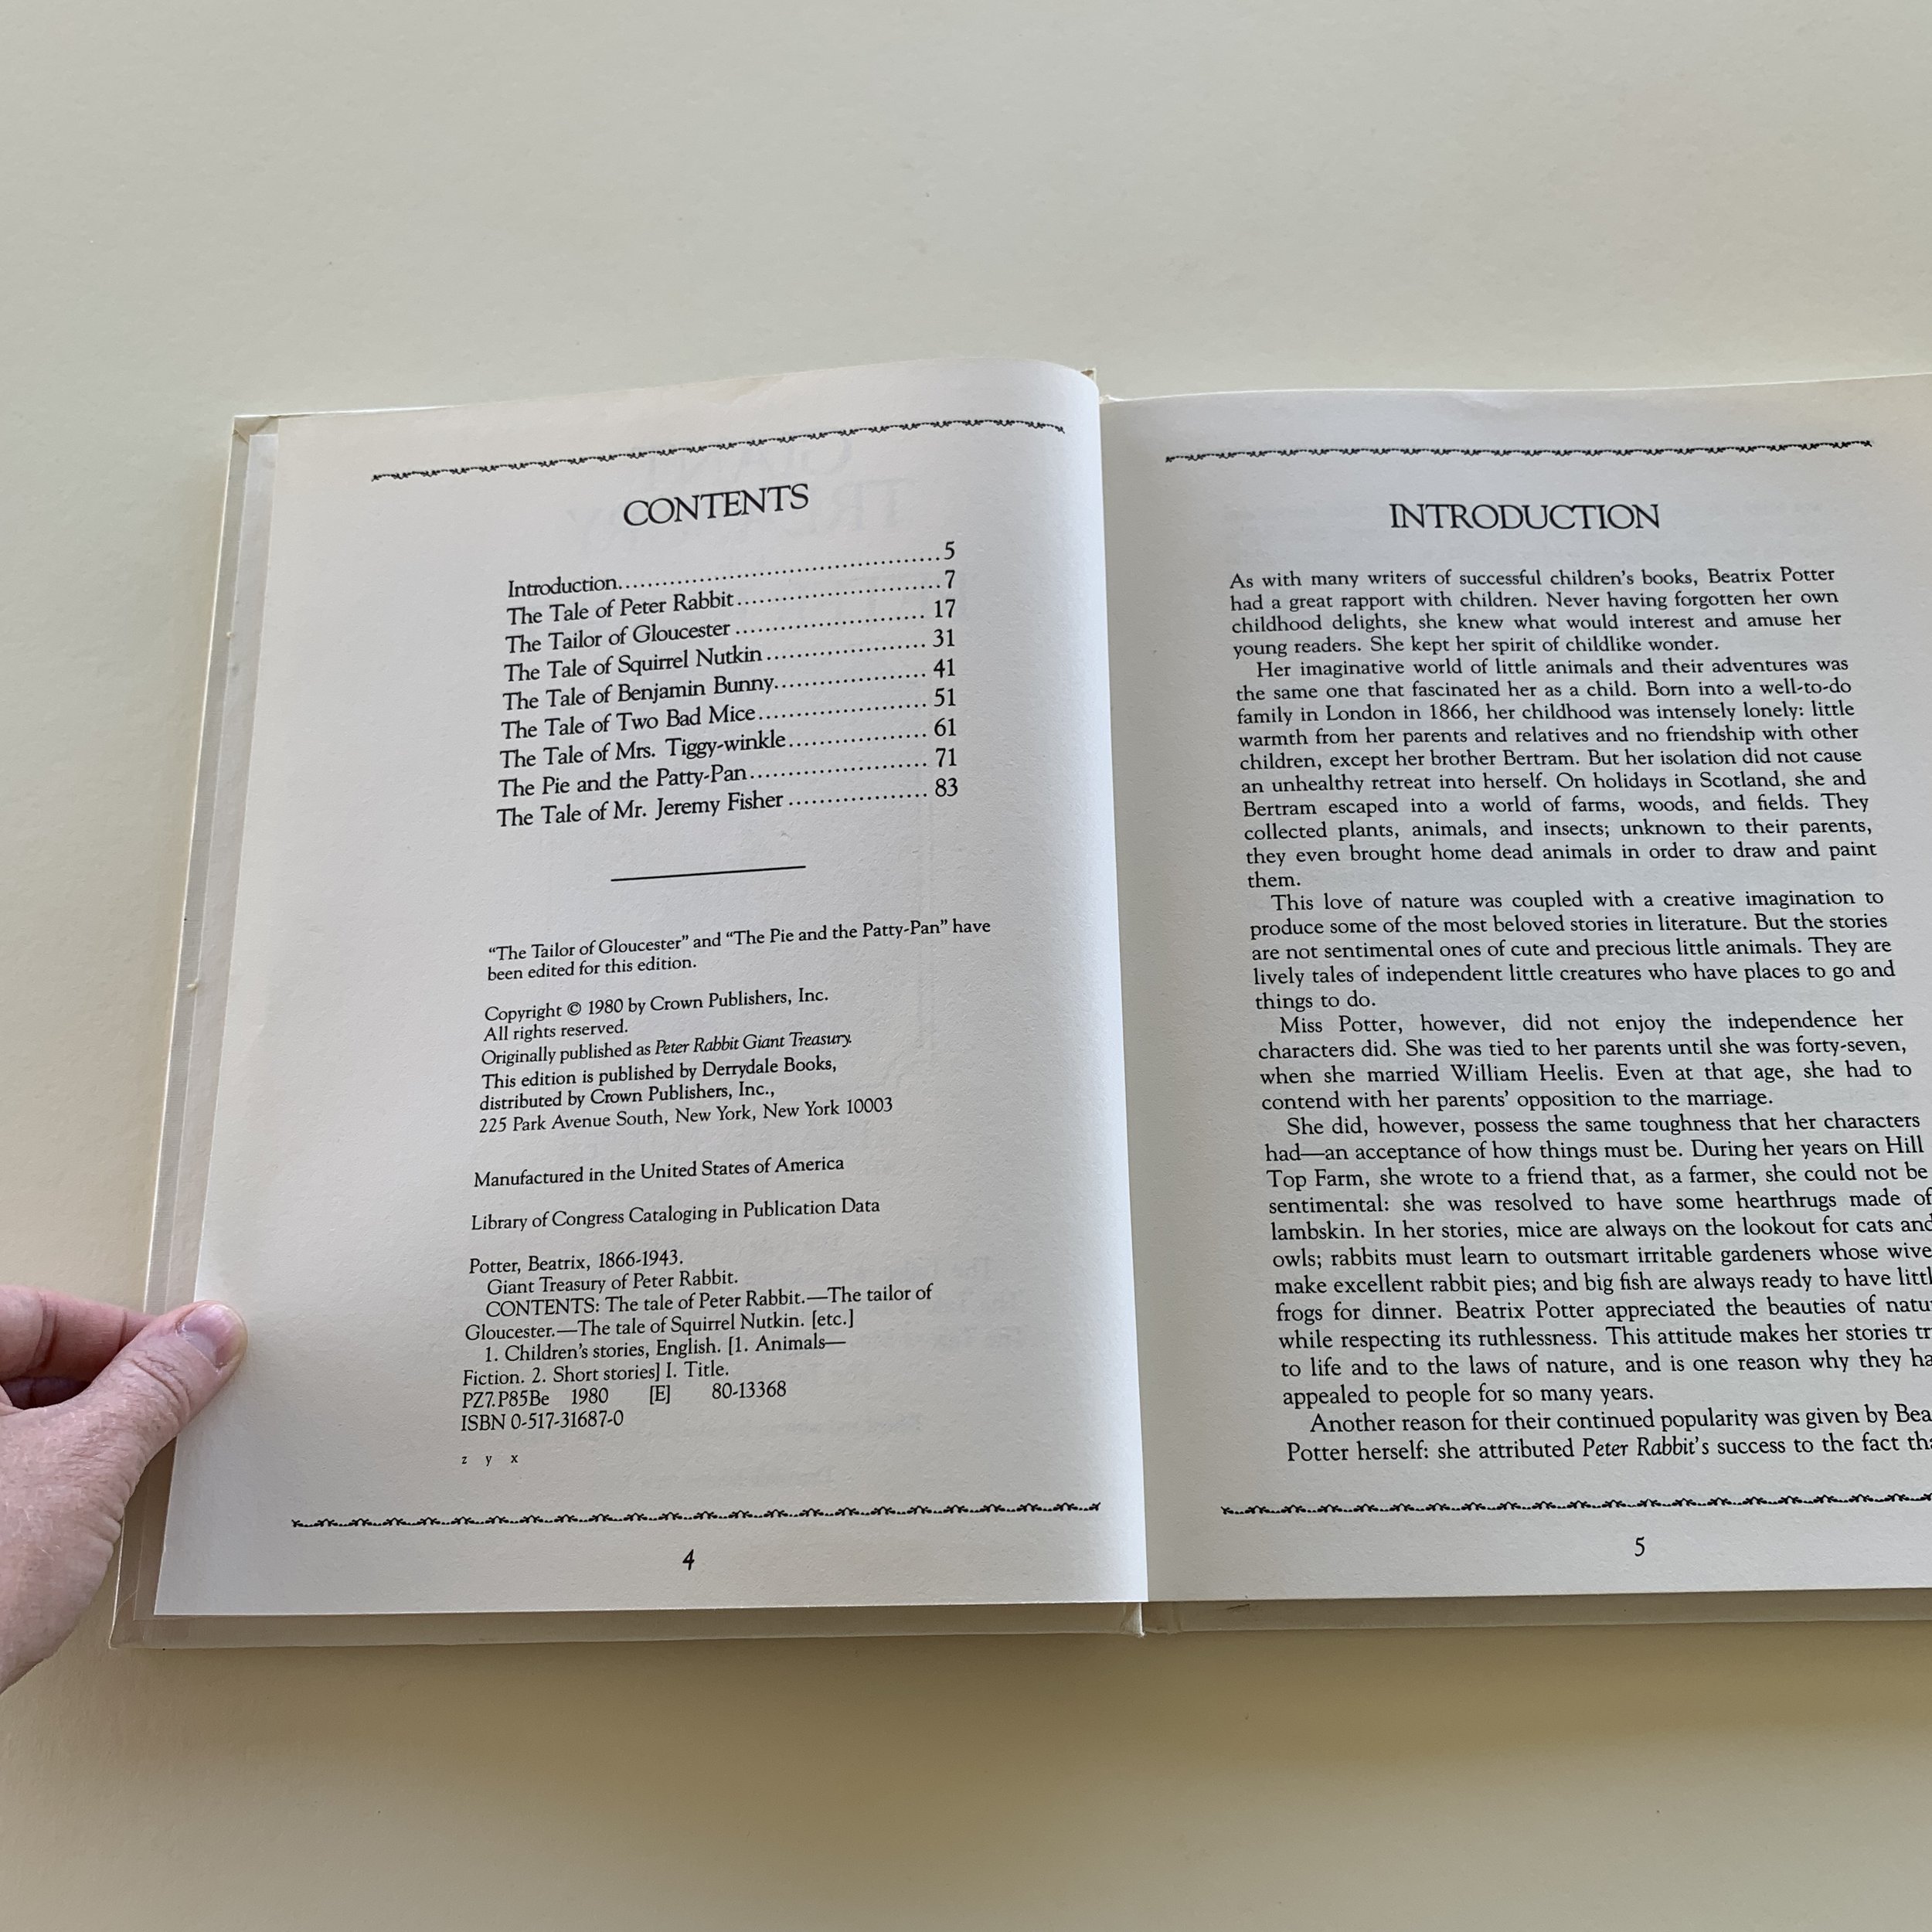 CONTENTS
Introduction....................................................5
The Tale of Peter Rabbit............................7
The Tailor of Gloucester .......................... 17
The Tale of Squirrel Nutkin ...................... 31
The Tale of Benjamin Bunny..................... 41
The Tale of Two Bad Mice........................ 51
The Tale of Mrs. Tiggy-winkle................... 61
The Pie and the Patty-Pan......................... 71
The Tale of Mr. Jeremy Fisher ................... 83
“The Tailor of Gloucester” and “The Pie and the Patty-Pan” have
been edited for this edition.
Copyright © 1980 by Crown Publishers, Inc.
All rights reserved.
Originally published as Peter Rabbit Giant Treasury.
This edition is published by Derrydale Books,
distributed by Crown Publishers, Inc.,
225 Park Avenue South, New York, New York 10003
Manufactured in the United States of America
Library of Congress Cataloging in Publication Data
Potter, Beatrix, 1866-1943.
Giant Treasury of Peter Rabbit.
CONTENTS: The tale of Peter Rabbit.—The tailor of
Gloucester.—The tale of Squirrel Nutkin. [etc.]
1. Children’s stories, English. [1. Animals—
Fiction. 2. Short stories] I. Title.
PZ7.P85Be 1980 [E] 80-13368
ISBN 0-517-31687-0
z y x
4
INTRODUCTION
As with many writers of successful children’s books, Beatrix Potter
had a great rapport with children. Never having forgotten her own
childhood delights, she knew what would interest and amuse her
young readers. She kept her spirit of childlike wonder.
Her imaginative world of little animals and their adventures was
the same one that fascinated her as a child. Born into a well-to-do
family in London in 1866, her childhood was intensely lonely: little
warmth from her parents and relatives and no friendship with other
children, except her brother Bertram. But her isolation did not cause
an unhealthy retreat into herself. On holidays in Scotland, she and
Bertram escaped into a world of farms, woods, and fields. They
collected plants, animals, and insects; unknown to their parents,
they even brought home dead animals in order to draw and paint
them.
This love of nature was coupled with a creative imagination to
produce some of the most beloved stories in literature. But the stories
are not sentimental ones of cute and precious little animals. They are
lively tales of independent little creatures who have places to go and
things to do.
Miss Potter, however, did not enjoy the independence her
characters did. She was tied to her parents until she was forty-seven,
when she married William Heelis. Even at that age, she had to
contend with her parents’ opposition to the marriage.
She did, however, possess the same toughness that her characters
had—an acceptance of how things must be. During her years on Hill
Top Farm, she wrote to a friend that, as a farmer, she could not be
sentimental: she was resolved to have some hearthrugs made of
lambskin. In her stories, mice are always on the lookout for cats and
owls; rabbits must learn to outsmart irritable gardeners whose wive
make excellent rabbit pies; and big fish are always ready to have littl
frogs for dinner. Beatrix Potter appreciated the beauties of natu
while respecting its ruthlessness. This attitude makes her stories tr
to life and to the laws of nature, and is one reason why they ha
appealed to people for so many years.
Another reason for their continued popularity was given by Bea
Potter herself: she attributed Peter Rabbit’s success to the fact tha
5